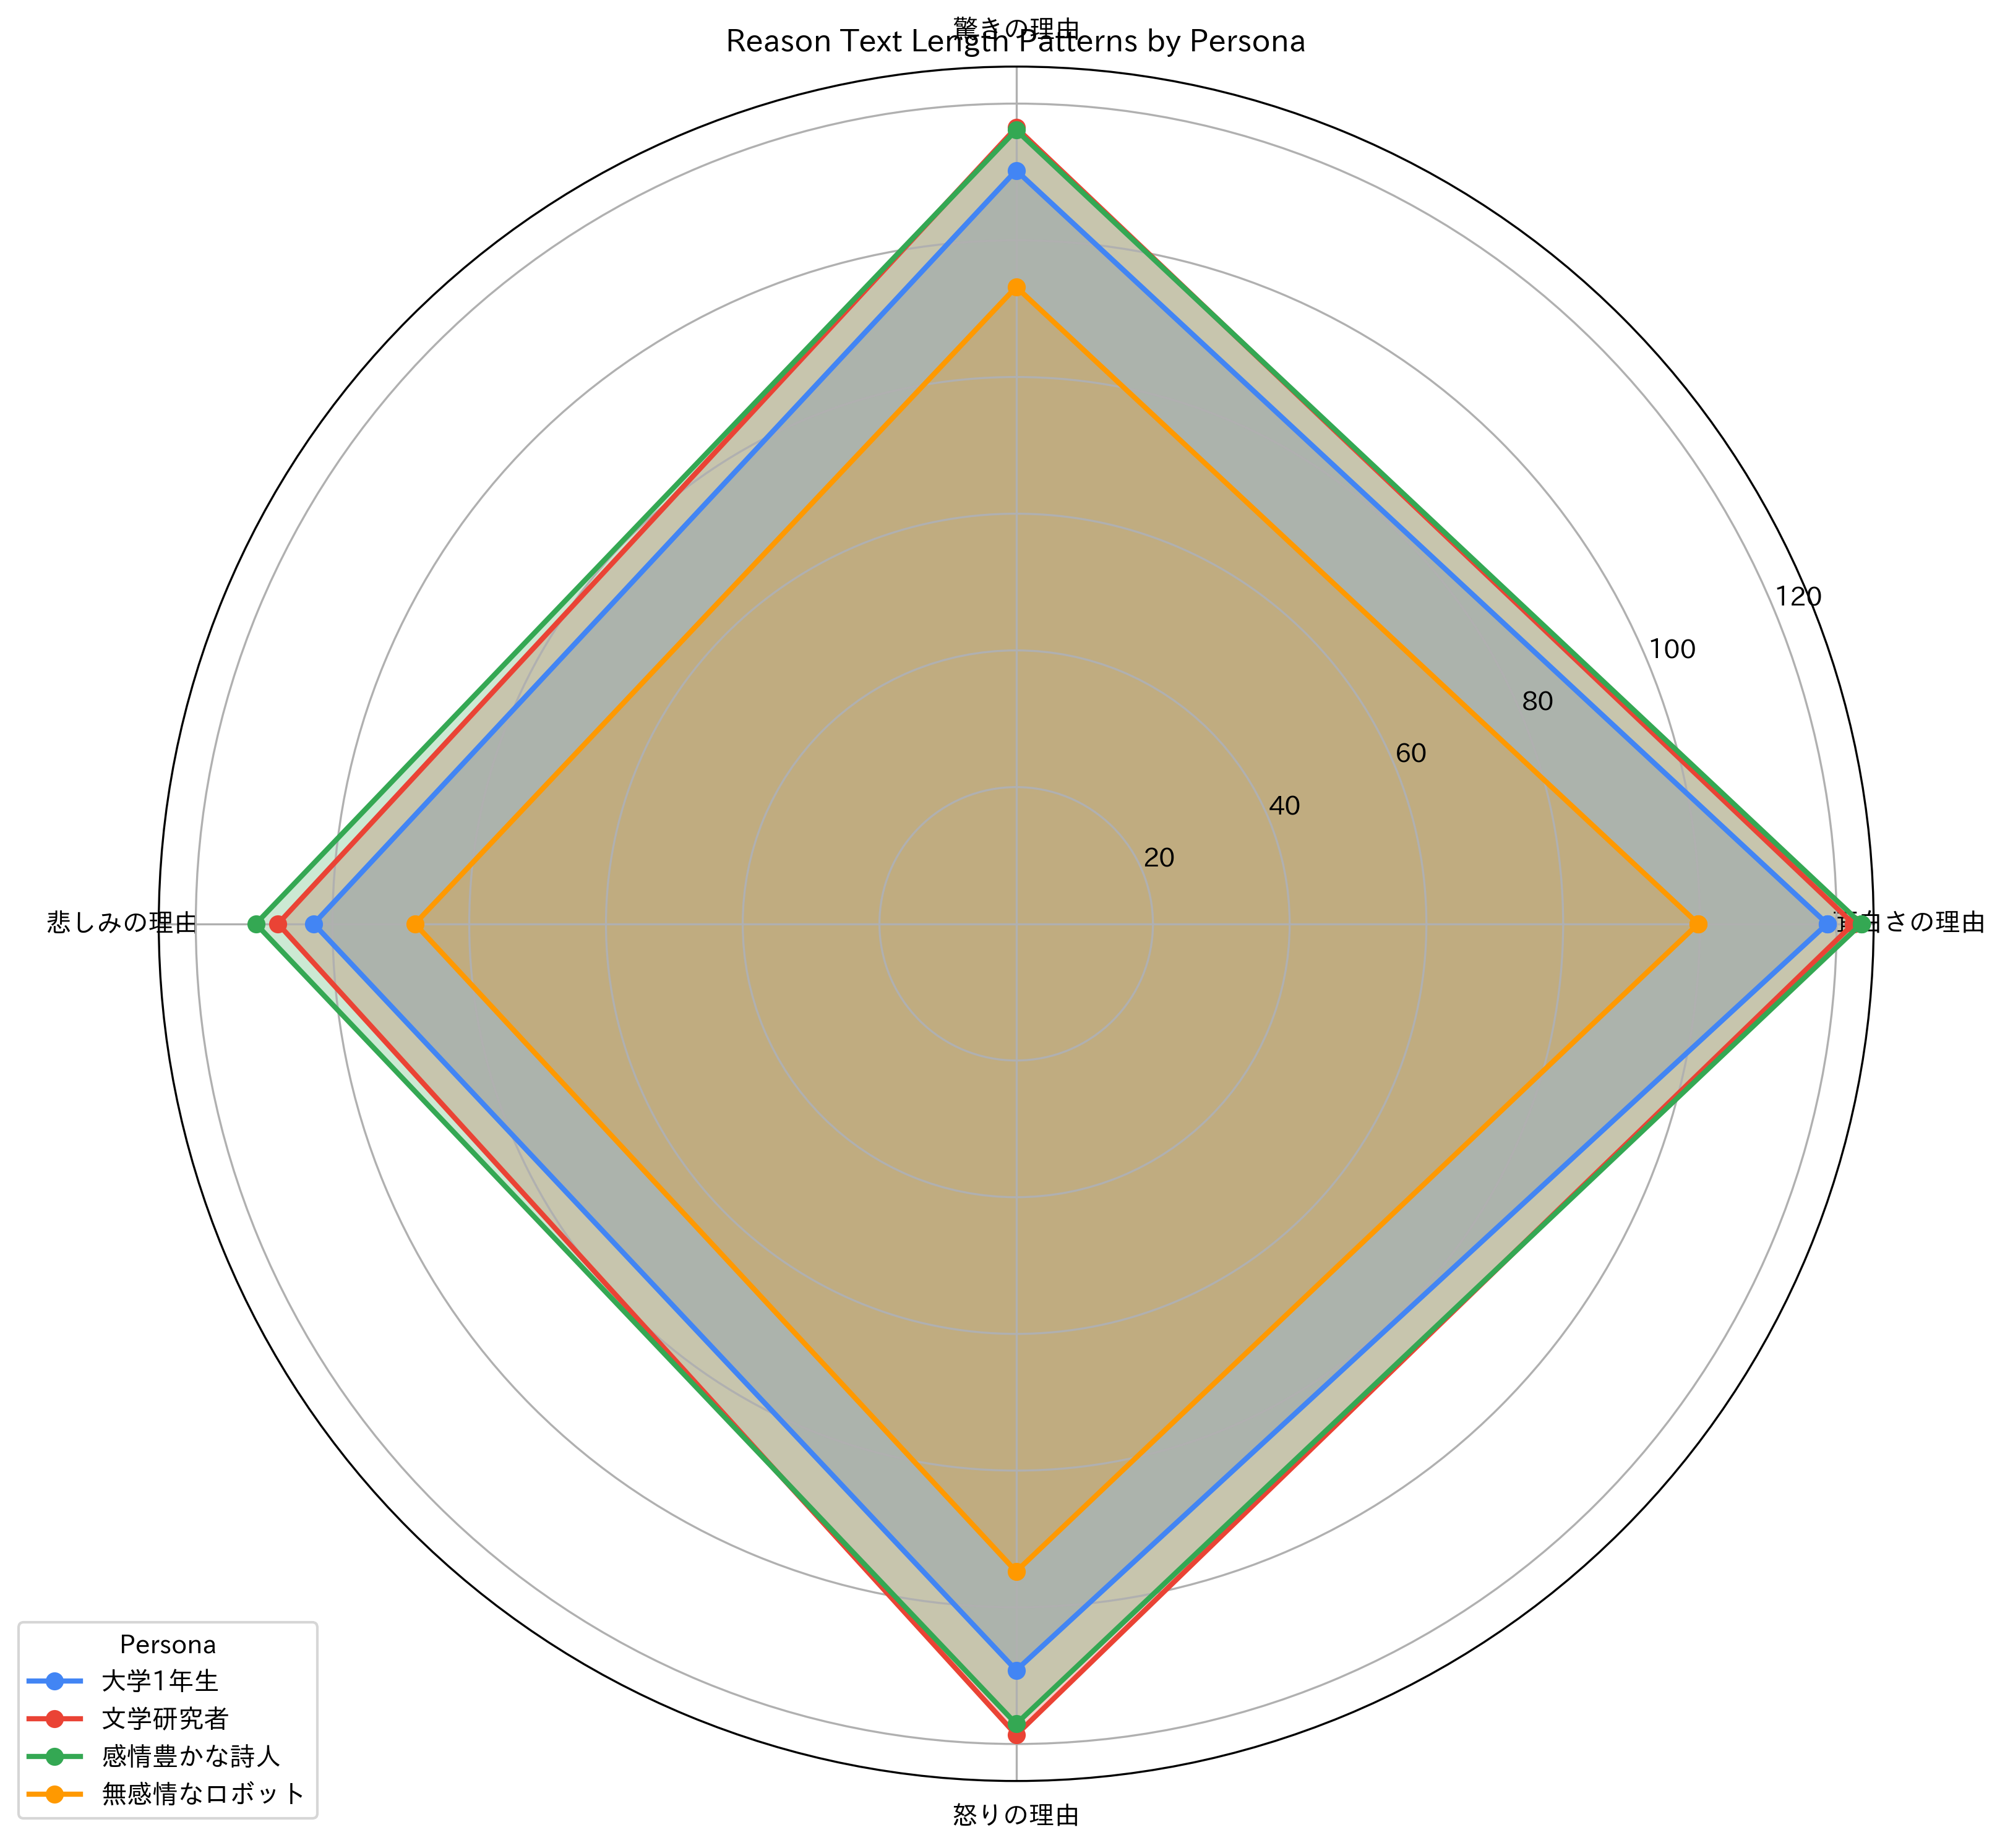 驚きの理由
Reason Text Length Patterns by Persona
120
100
80
60
40
20
悲しみの理由
面白さの理由
怒りの理由
Persona
大学1年生
文学研究者
感情豊かな詩人
無感情なロボット